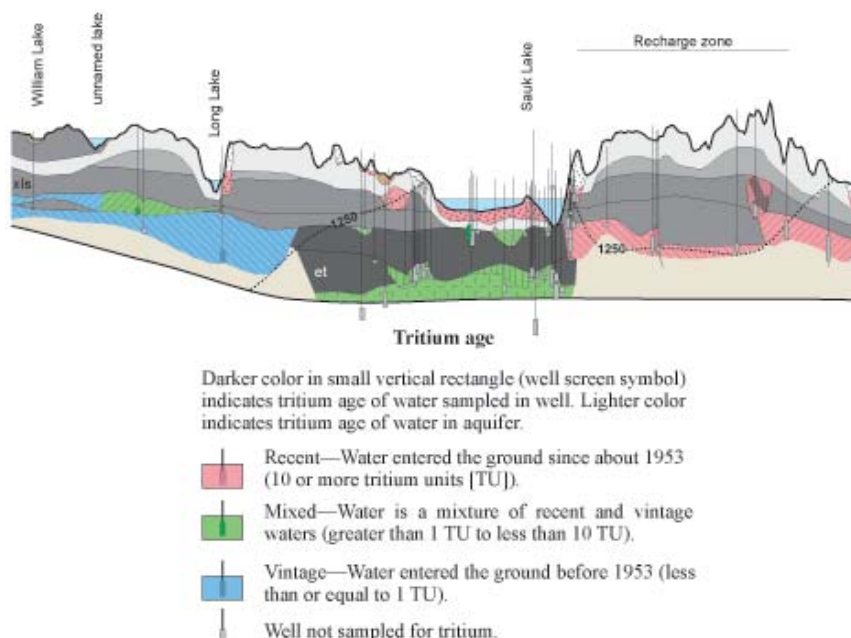 William Lake
unnamed lake
Long Lake
Sauk Lake
Recharge zone
xls
1250
1250
et
Tritium age
Darker color in small vertical rectangle (well screen symbol)
indicates tritium age of water sampled in well. Lighter color
indicates tritium age of water in aquifer.
Recent—Water entered the ground since about 1953
(10 or more tritium units [TU]).
Mixed—Water is a mixture of recent and vintage
waters (greater than 1 TU to less than 10 TU).
Vintage—Water entered the ground before 1953 (less
than or equal to 1 TU).
Well not sampled for tritium.